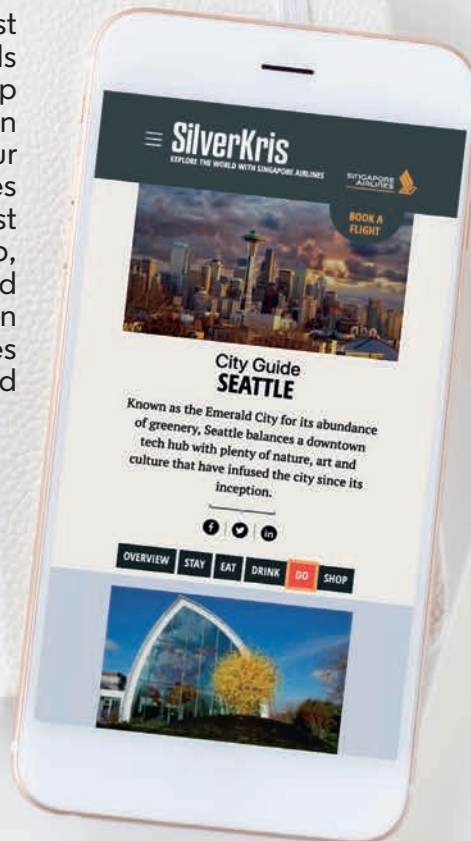 st
ls
p
n
ur
es
st
o,
d
n
es
d
SilverKris
EXPLORE THE WORLD WITH SINGAPORE AIRLINES
SINGAPORE
AIRLINES
BOOK A
FLIGHT
City Guide
SEATTLE
Known as the Emerald City for its abundance
of greenery, Seattle balances a downtown
tech hub with plenty of nature, art and
culture that have infused the city since its
inception.
OVERVIEW STAY EAT DRINK DO SHOP